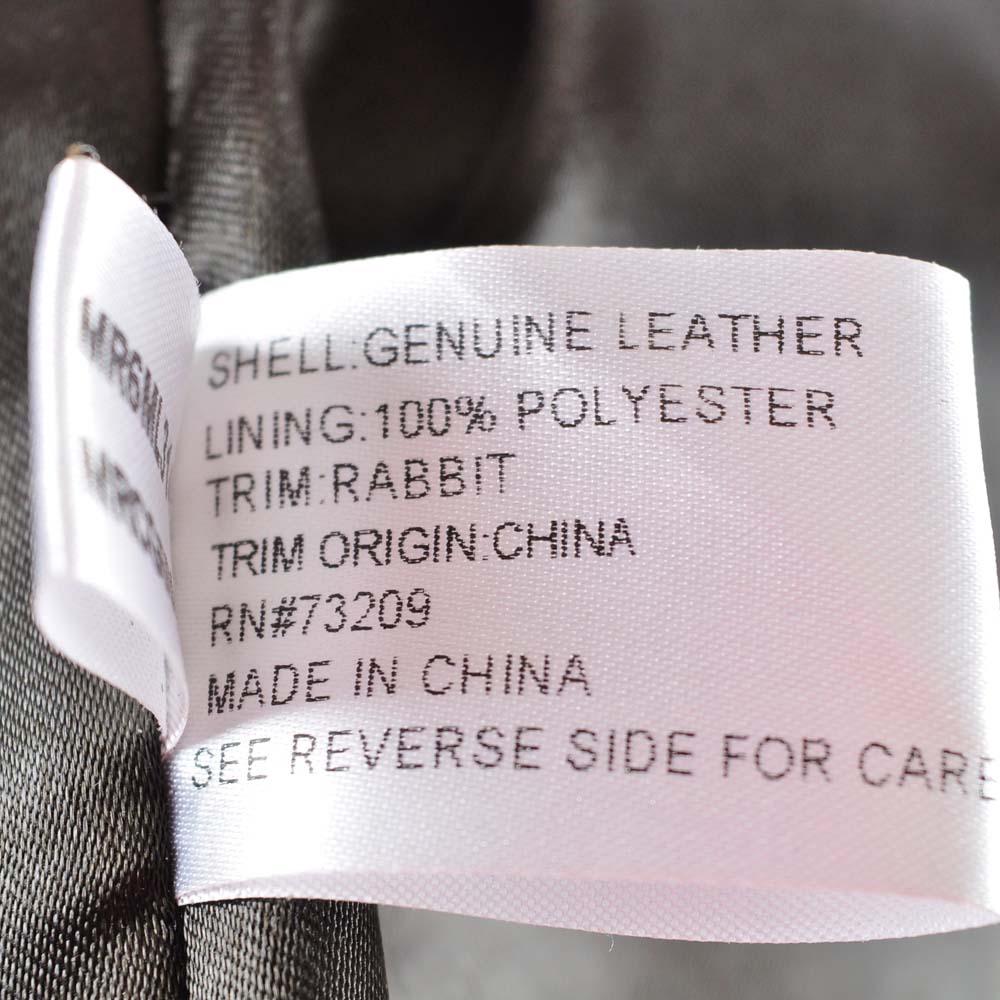 SHELL:GENUINE LEATHER
LINING:100% POLYESTER
TRIM:RABBIT
TRIM ORIGIN:CHINA
RN#73209
MADE IN CHINA
SEE REVERSE SIDE FOR CARE